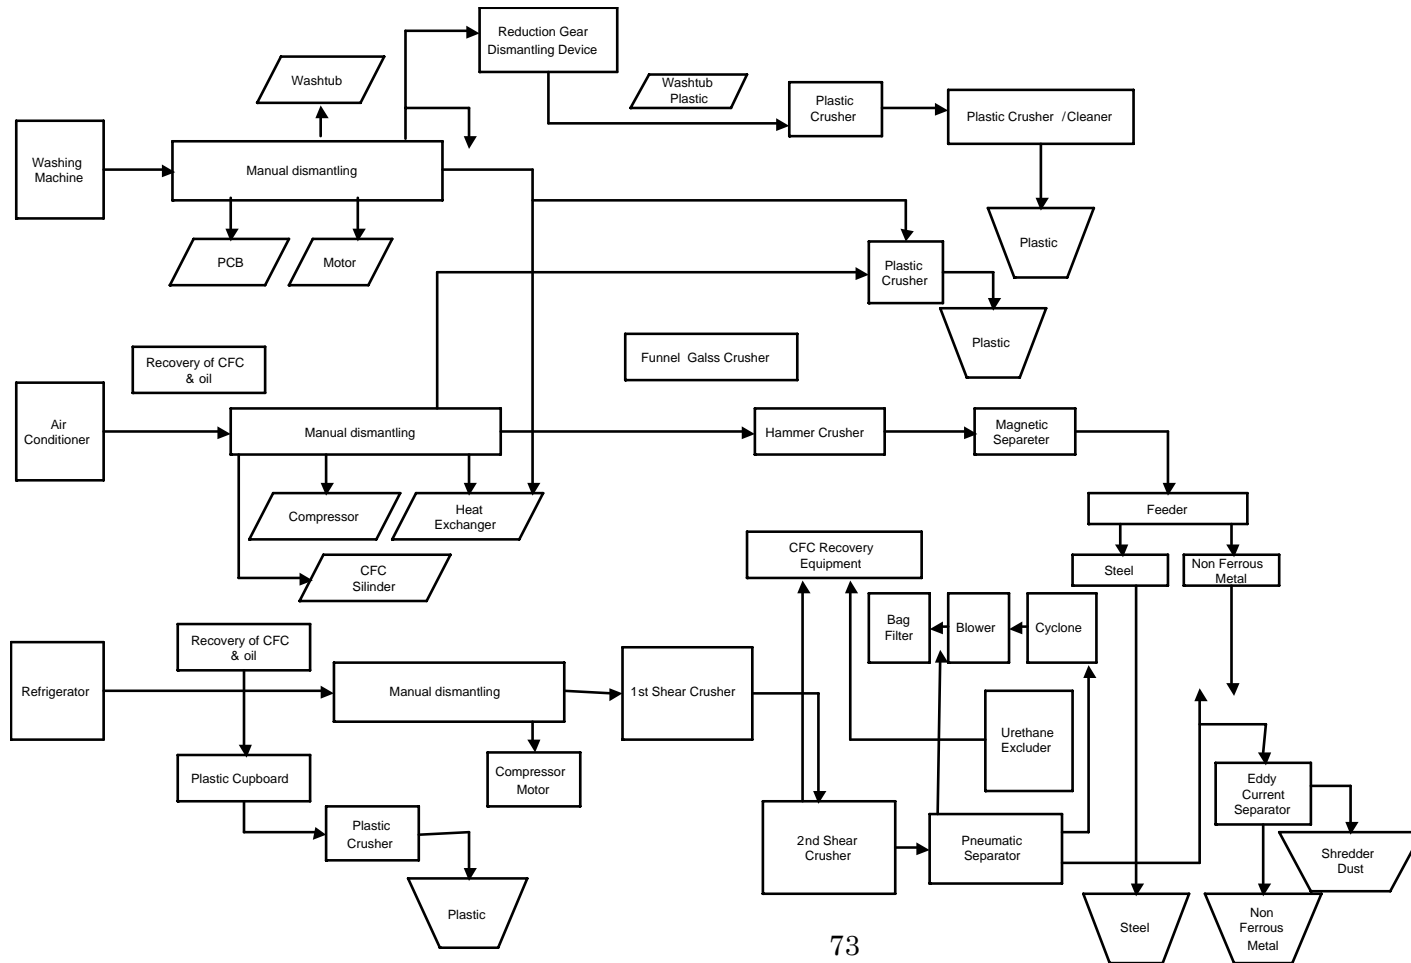 Reduction Gear
Dismantling Device
Washtub
Washtub
Plastic
Plastic
Crusher
Plastic Crusher /Cleaner
Washing
Machine
Manual dismantling
PCB
Motor
Plastic
Crusher
Plastic
Plastic
Recovery of CFC
& oil
Funnel Galss Crusher
Air
Conditioner
Manual dismantling
Hammer Crusher
Magnetic
Separeter
Compressor
Heat
Exchanger
Feeder
CFC
Silinder
CFC Recovery
Equipment
Steel
Non Ferrous
Metal
Bag
Filter
Blower
Cyclone
Recovery of CFC
& oil
Refrigerator
Manual dismantling
1st Shear Crusher
Urethane
Excluder
Plastic Cupboard
Compressor
Motor
Eddy
Current
Separator
Plastic
Crusher
2nd Shear
Crusher
Pneumatic
Separator
Shredder
Dust
Plastic
Steel
Non
Ferrous
Metal
73